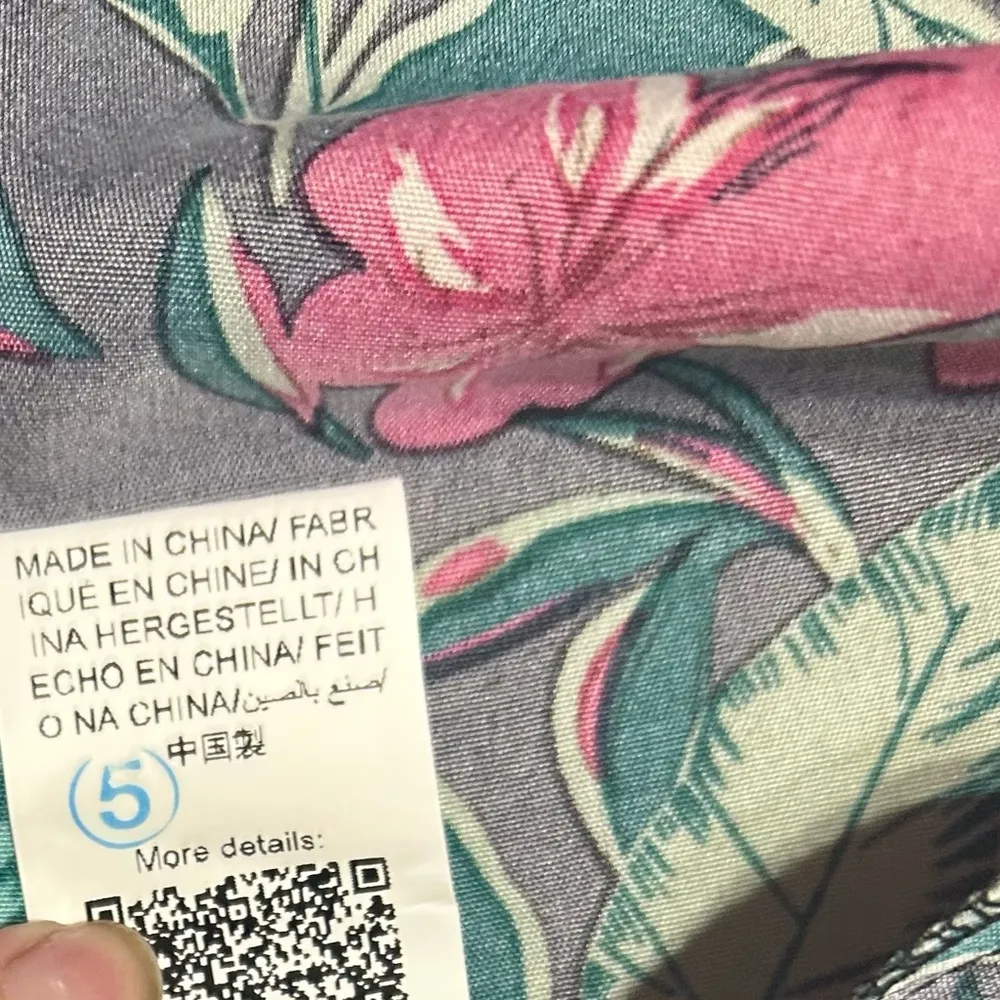 MADE IN CHINA/ FABR
IQUÉ EN CHINE/ IN CH
INA HERGESTELLT/ H
ECHO EN CHINA/ FEIT
O NA CHINA/صنع بالصين/
中国製
5
More details: